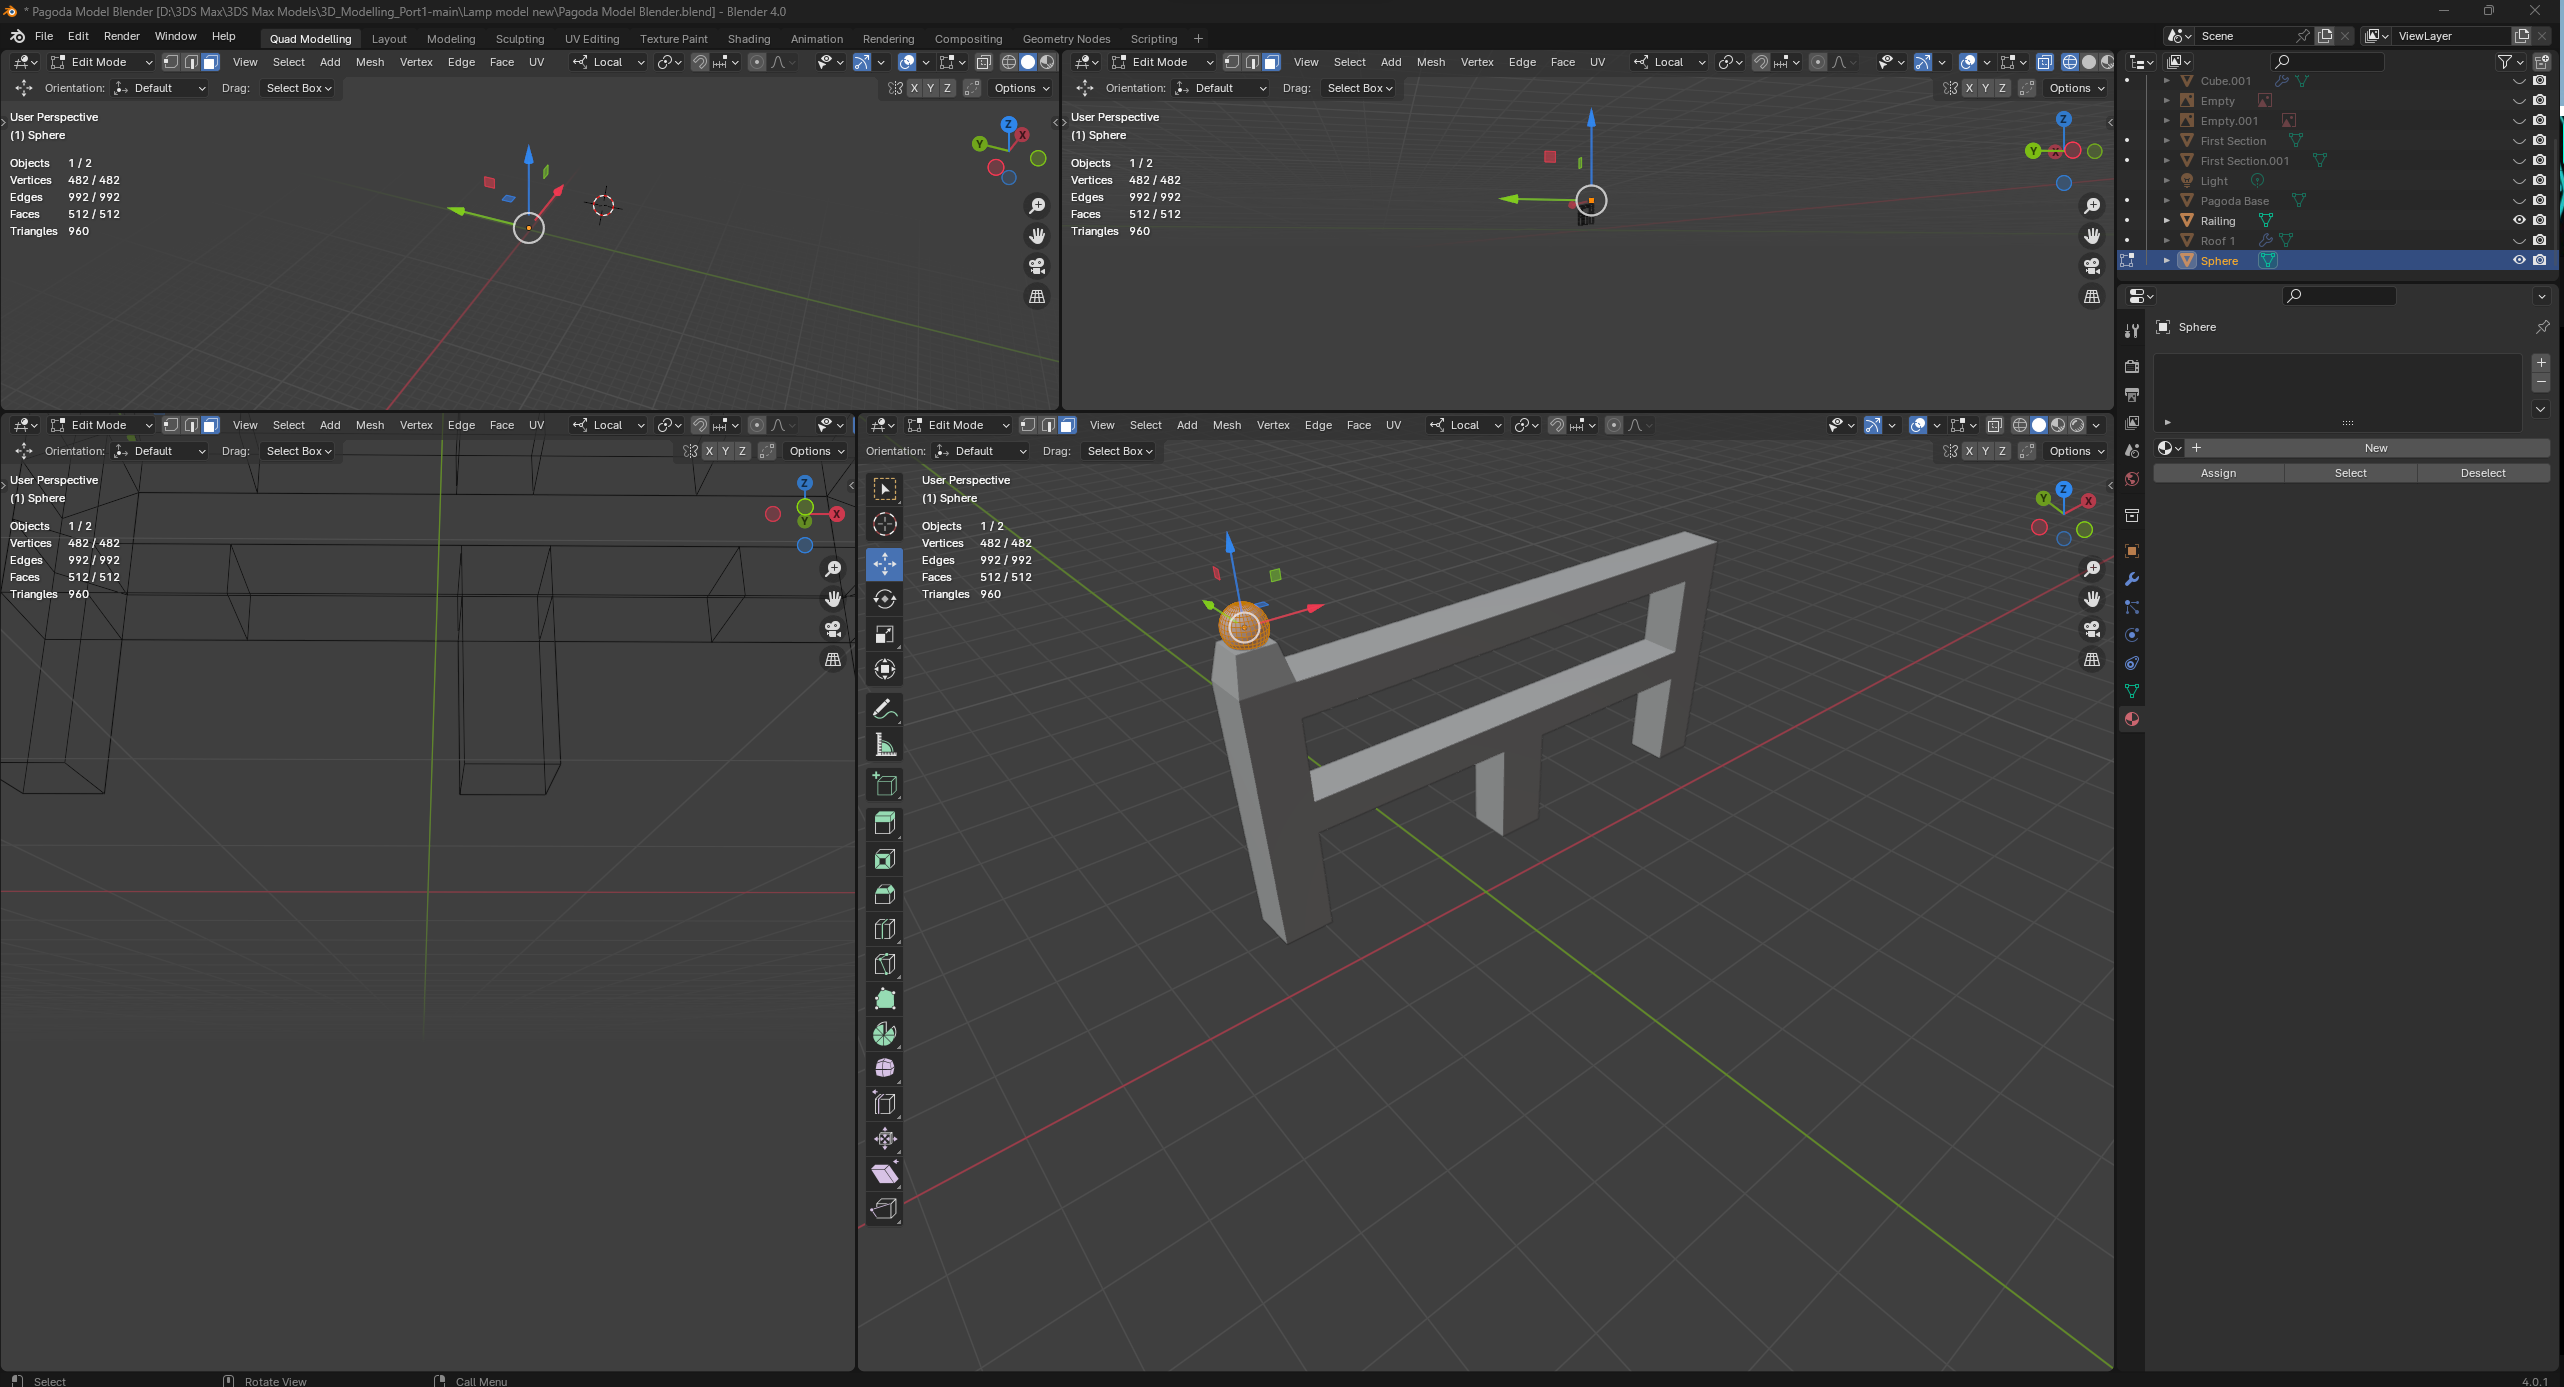 * Pagoda Model Blender [D:\3DS Max\3DS Max Models\3D_Modelling_Port1-main\Lamp model new\Pagoda Model Blender.blend] - Blender 4.0
File Edit Render Window Help Quad Modelling Layout Modeling Sculpting UV Editing Texture Paint Shading Animation Rendering Compositing Geometry Nodes Scripting + Scene ViewLayer
Edit Mode View Select Add Mesh Vertex Edge Face UV Local
Orientation: Default Drag: Select Box X Y Z Options
User Perspective
(1) Sphere
Objects 1 / 2
Vertices 482 / 482
Edges 992 / 992
Faces 512 / 512
Triangles 960
Z
X
Y
Edit Mode View Select Add Mesh Vertex Edge Face UV Local
Orientation: Default Drag: Select Box X Y Z Options
User Perspective
(1) Sphere
Objects 1 / 2
Vertices 482 / 482
Edges 992 / 992
Faces 512 / 512
Triangles 960
Z
Y X
Cube.001
Empty
Empty.001
First Section
First Section.001
Light
Pagoda Base
Railing
Roof 1
Sphere
Sphere
New
Assign Select Deselect
Edit Mode View Select Add Mesh Vertex Edge Face UV Local
Orientation: Default Drag: Select Box X Y Z Options
User Perspective
(1) Sphere
Objects 1 / 2
Vertices 482 / 482
Edges 992 / 992
Faces 512 / 512
Triangles 960
Z
X
Y
Edit Mode View Select Add Mesh Vertex Edge Face UV Local
Orientation: Default Drag: Select Box X Y Z Options
User Perspective
(1) Sphere
Objects 1 / 2
Vertices 482 / 482
Edges 992 / 992
Faces 512 / 512
Triangles 960
Z
Y X
Select Rotate View Call Menu 4.0.1